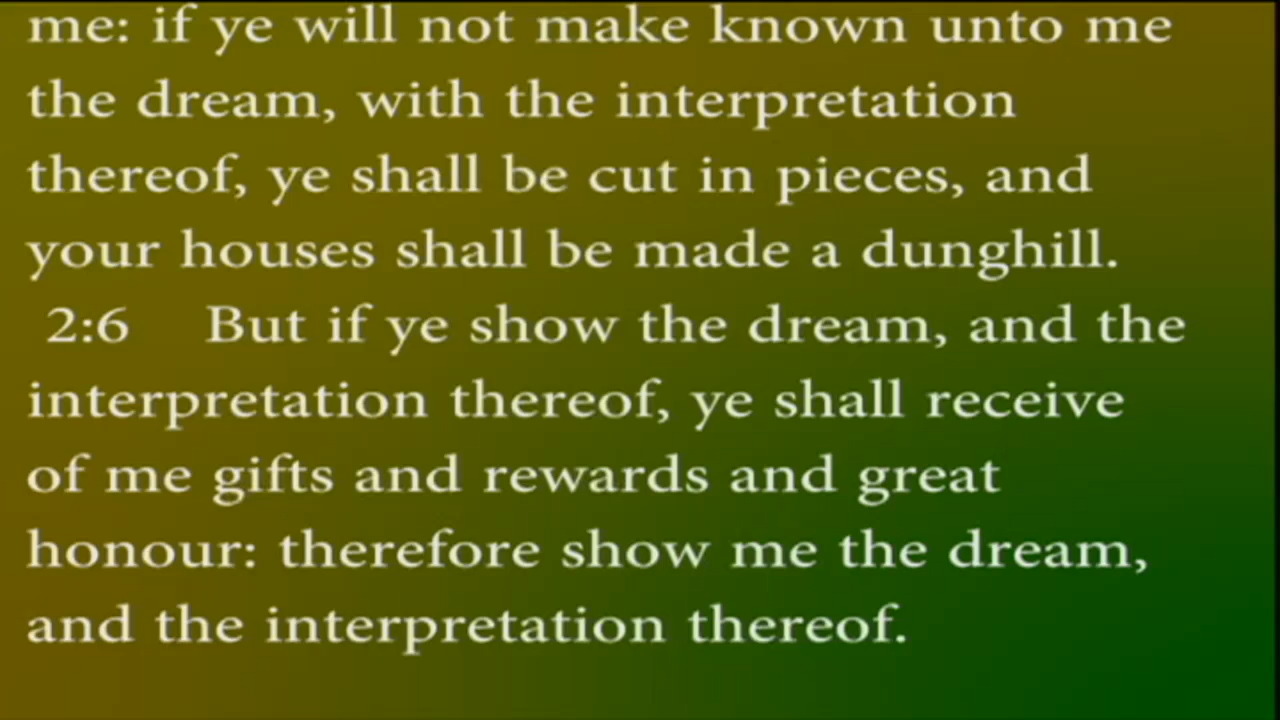 me: if ye will not make known unto me
the dream, with the interpretation
thereof, ye shall be cut in pieces, and
your houses shall be made a dunghill.
2:6 But if ye show the dream, and the
interpretation thereof, ye shall receive
of me gifts and rewards and great
honour: therefore show me the dream,
and the interpretation thereof.